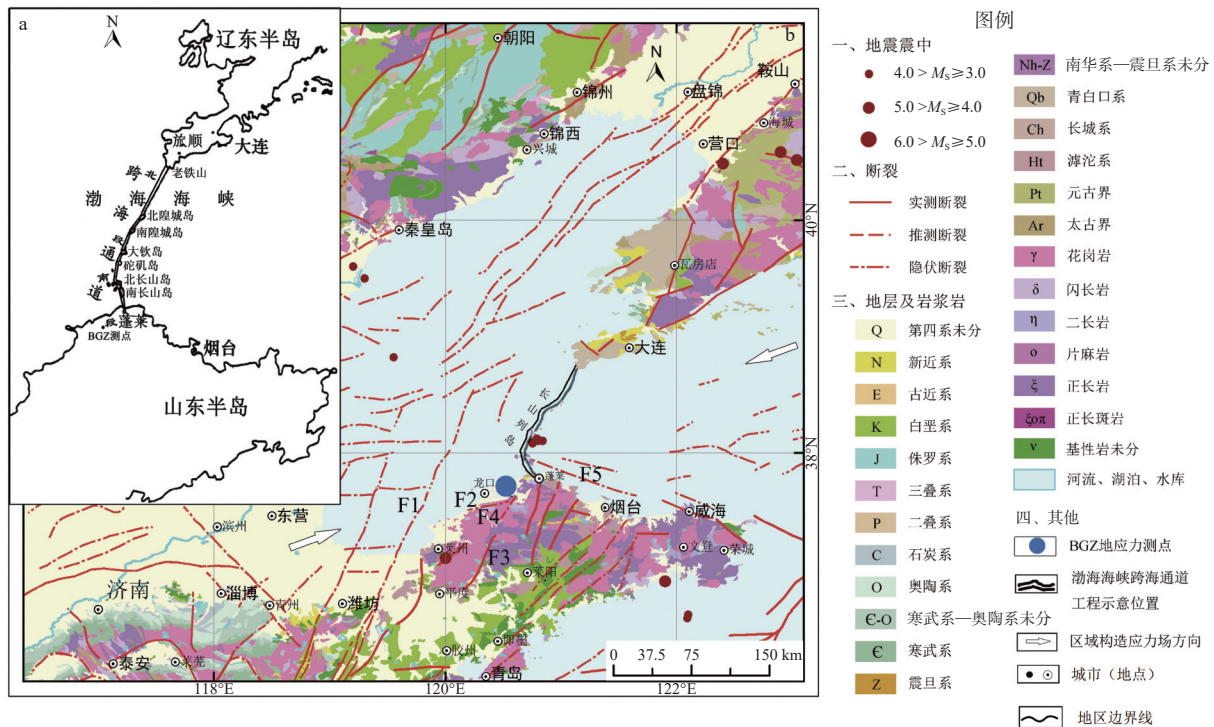 a
N
辽东半岛
旅顺
大连
老铁山
跨
北
渤 海 海 峡
海
北隍城岛
南隍城岛
段
通
大钦岛
砣矶岛
南
道
北长山岛
南长山岛
段
蓬莱
BGZ测点
烟台
山东半岛
b
N
朝阳
锦州
盘锦
鞍山
海城
锦西
兴城
营口
秦皇岛
瓦房店
大连
长山列岛
龙口
蓬莱
F1
F2
F4
F5
F3
烟台
威海
文登
荣城
莱州
莱阳
平度
东营
滨州
济南
淄博
青州
潍坊
泰安
莱芜
胶州
即墨
青岛
0 37.5 75 150 km
118°E
120°E
122°E
40°N
38°N
图例
一、地震震中
4.0 > Ms≥3.0
5.0 > Ms≥4.0
6.0 > Ms≥5.0
二、断裂
实测断裂
推测断裂
隐伏断裂
三、地层及岩浆岩
Q 第四系未分
N 新近系
E 古近系
K 白垩系
J 侏罗系
T 三叠系
P 二叠系
C 石炭系
O 奥陶系
Є-O 寒武系—奥陶系未分
Є 寒武系
Z 震旦系
Nh-Z 南华系—震旦系未分
Qb 青白口系
Ch 长城系
Ht 滹沱系
Pt 元古界
Ar 太古界
γ 花岗岩
δ 闪长岩
η 二长岩
o 片麻岩
ξ 正长岩
ξoπ 正长斑岩
ν 基性岩未分
河流、湖泊、水库
四、其他
BGZ地应力测点
渤海海峡跨海通道
工程示意位置
区域构造应力场方向
城市（地点）
地区边界线